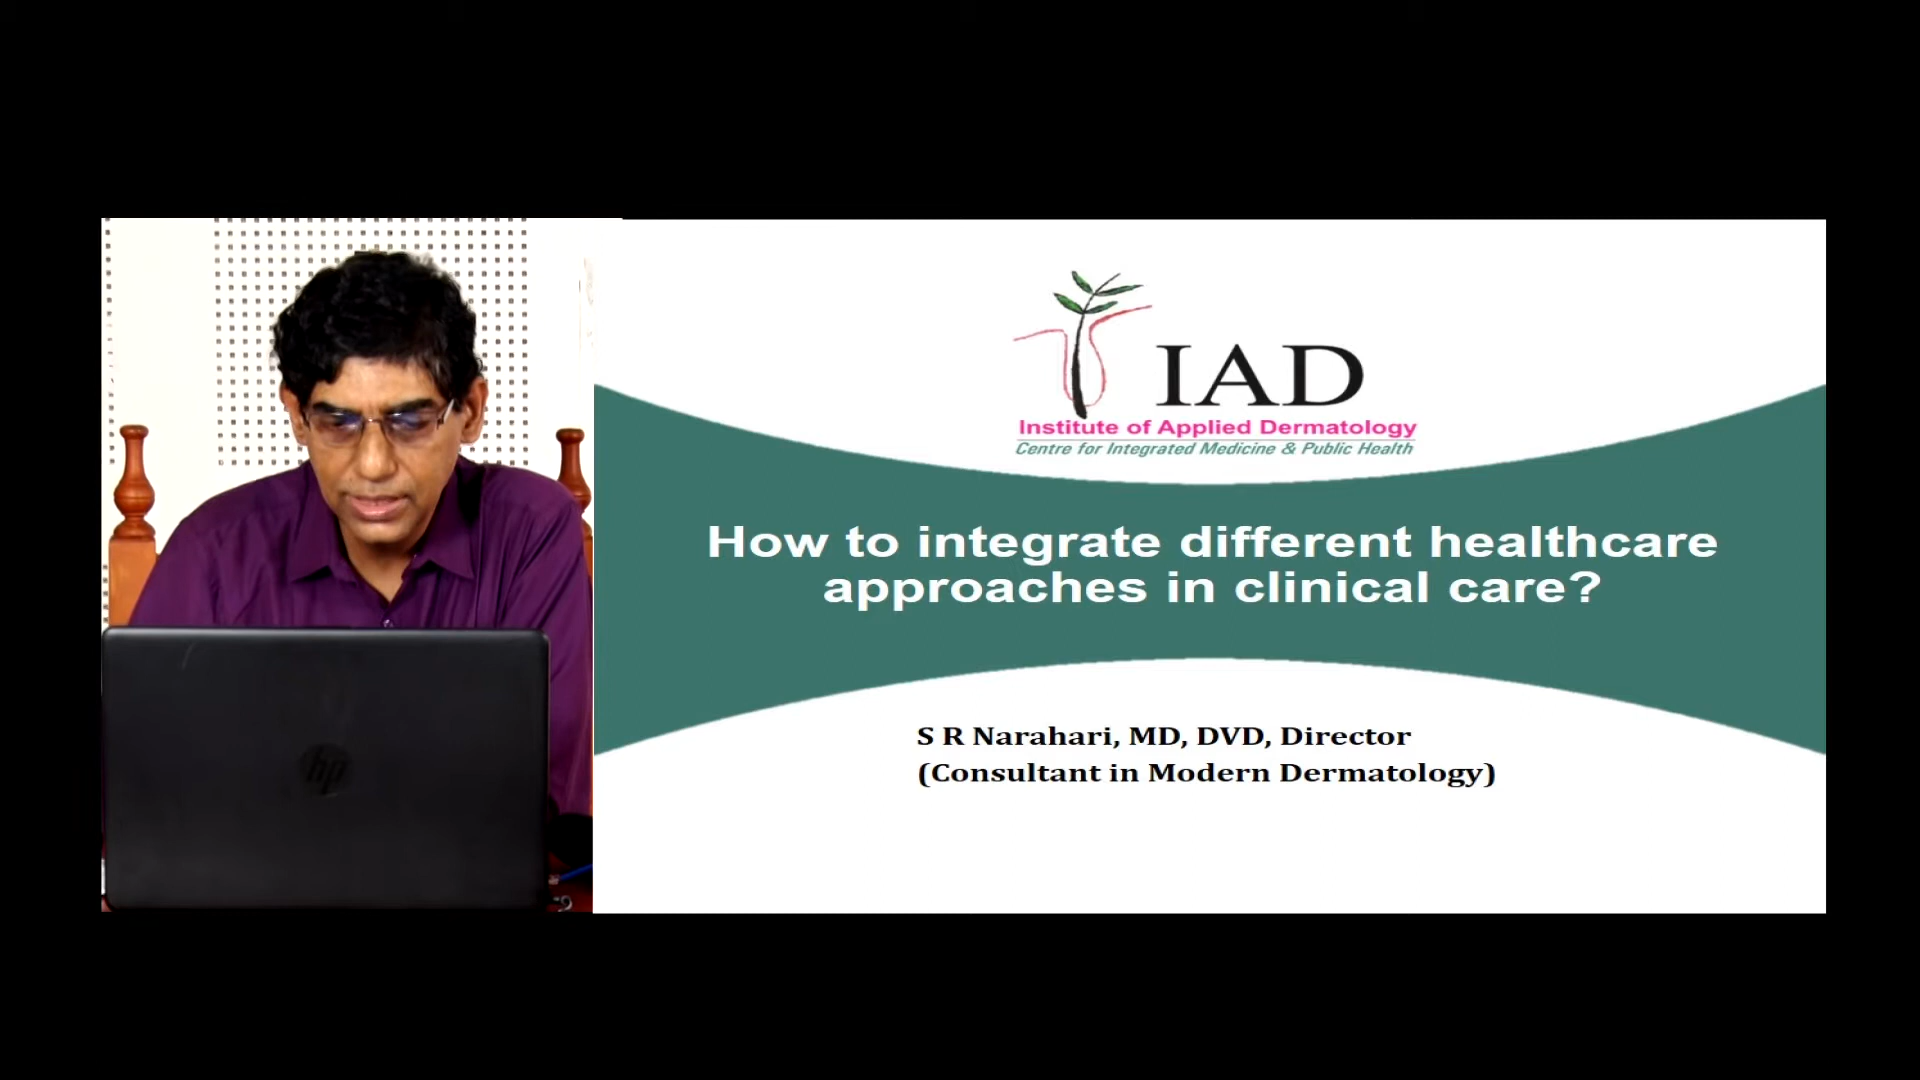 IAD
Institute of Applied Dermatology
Centre for Integrated Medicine & Public Health
How to integrate different healthcare
approaches in clinical care?
S R Narahari, MD, DVD, Director
(Consultant in Modern Dermatology)
hp